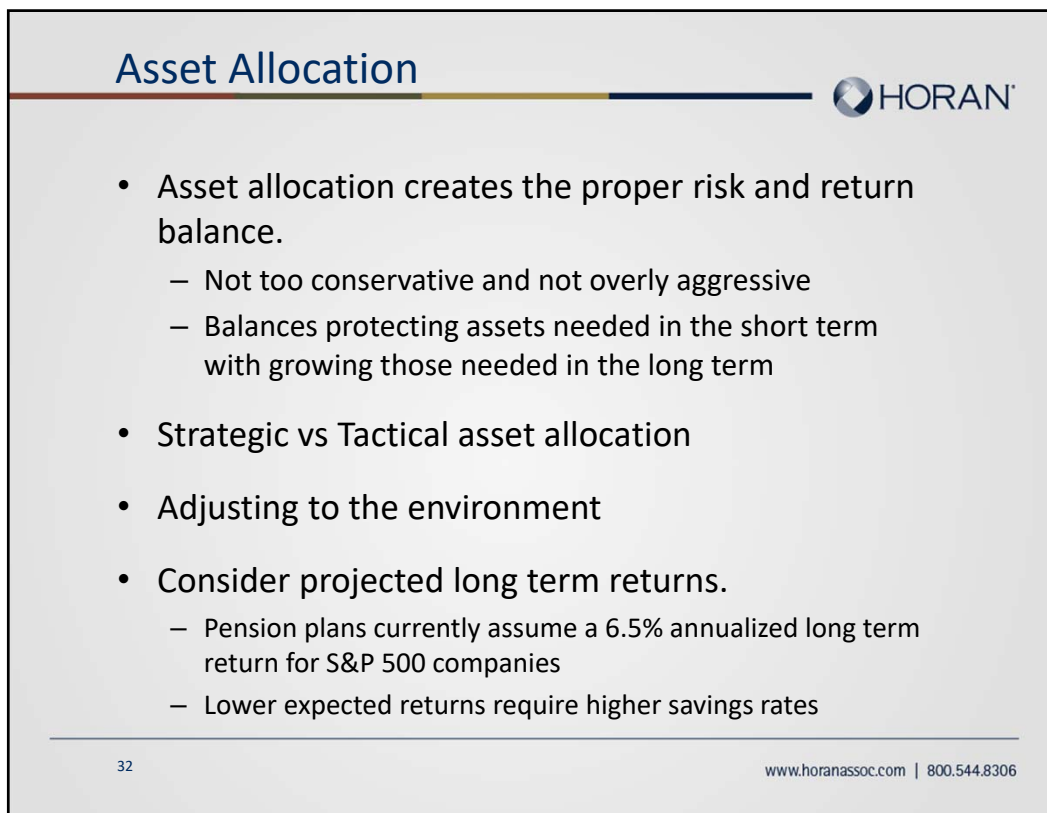 Asset Allocation
HORAN®
• Asset allocation creates the proper risk and return
balance.
– Not too conservative and not overly aggressive
– Balances protecting assets needed in the short term
with growing those needed in the long term
• Strategic vs Tactical asset allocation
• Adjusting to the environment
• Consider projected long term returns.
– Pension plans currently assume a 6.5% annualized long term
return for S&P 500 companies
– Lower expected returns require higher savings rates
32
www.horanassoc.com | 800.544.8306